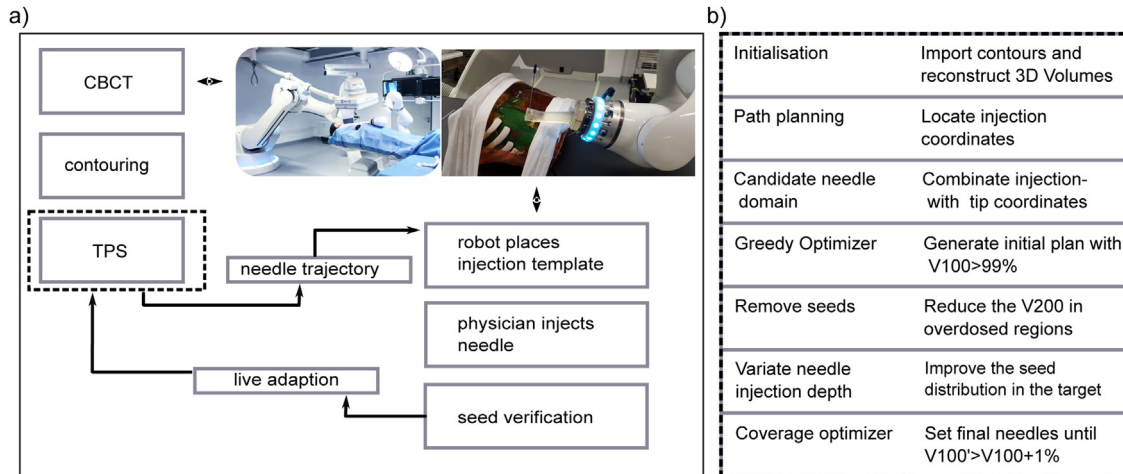 a)
CBCT
contouring
TPS
needle trajectory
live adaption
robot places
injection template
physician injects
needle
seed verification
b)
Initialisation
Import contours and
reconstruct 3D Volumes
Path planning
Locate injection
coordinates
Candidate needle
domain
Combinate injection-
with tip coordinates
Greedy Optimizer
Generate initial plan with
V100>99%
Remove seeds
Reduce the V200 in
overdosed regions
Variate needle
injection depth
Improve the seed
distribution in the target
Coverage optimizer
Set final needles until
V100'>V100+1%